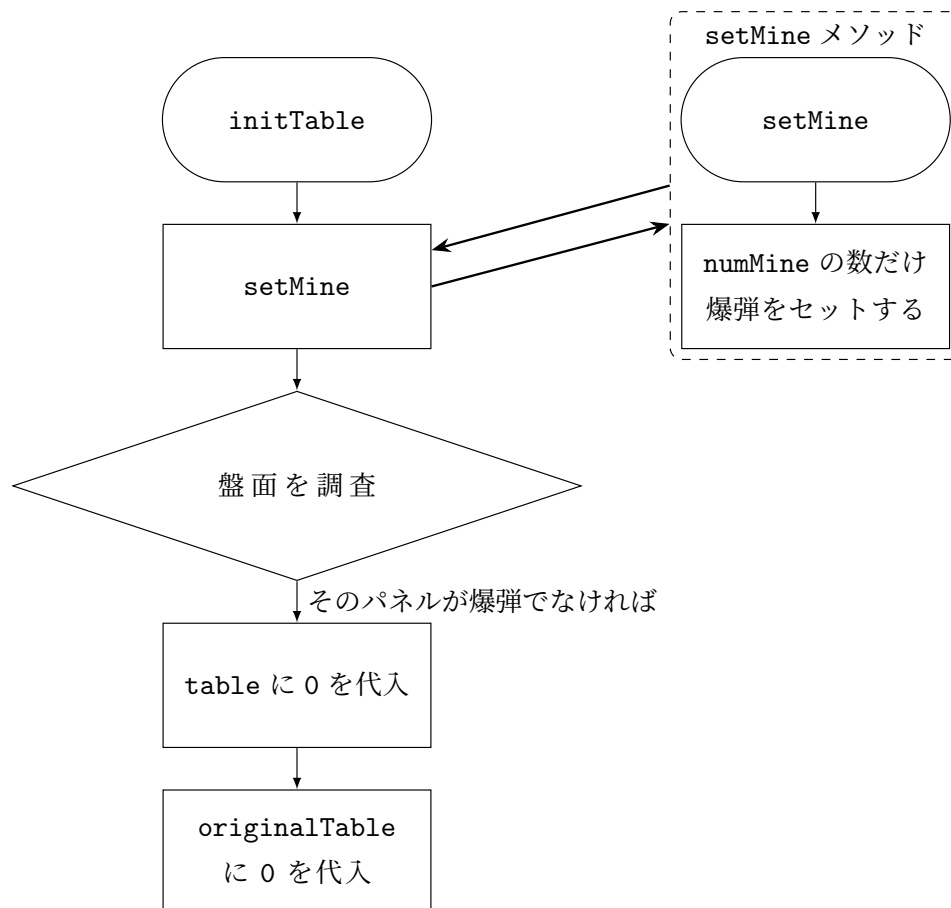 setMine メソッド
initTable
setMine
setMine
numMine の数だけ
爆弾をセットする
盤面を調査
そのパネルが爆弾でなければ
table に 0 を代入
originalTable
に 0 を代入